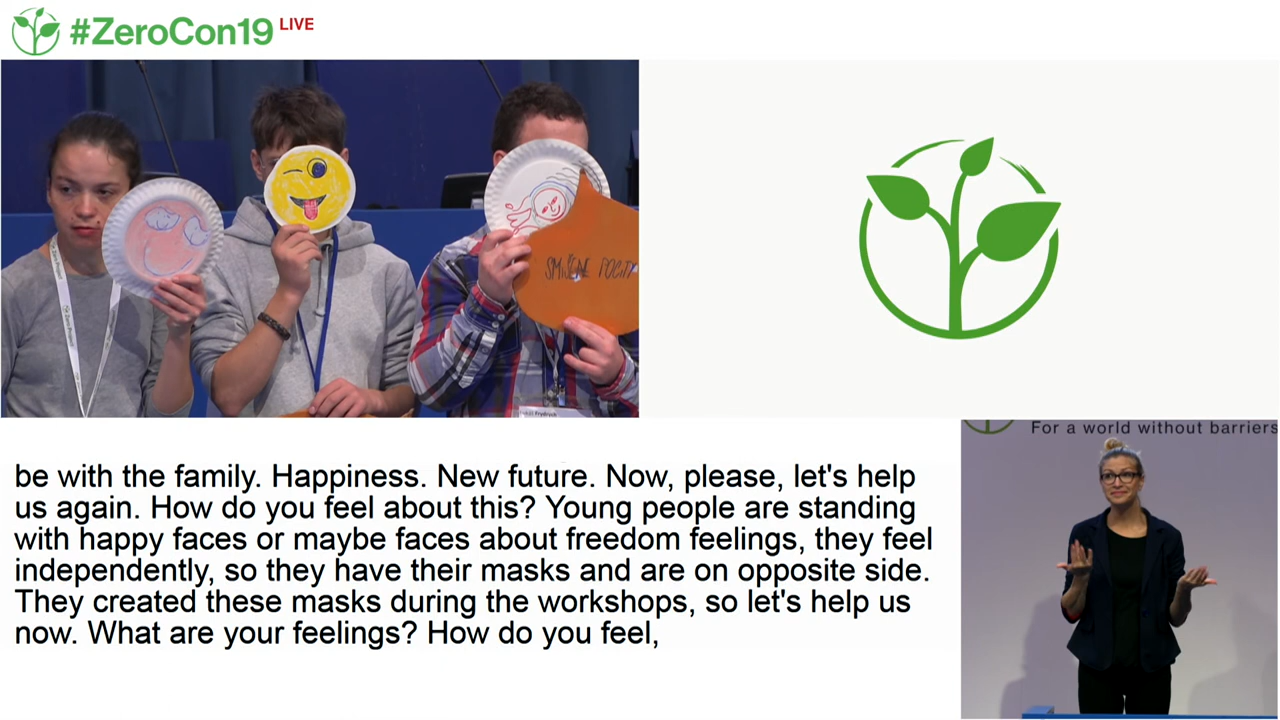 #ZeroCon19 LIVE
SMILENE POCITY
For a world without barriers
be with the family. Happiness. New future. Now, please, let's help
us again. How do you feel about this? Young people are standing
with happy faces or maybe faces about freedom feelings, they feel
independently, so they have their masks and are on opposite side.
They created these masks during the workshops, so let's help us
now. What are your feelings? How do you feel,